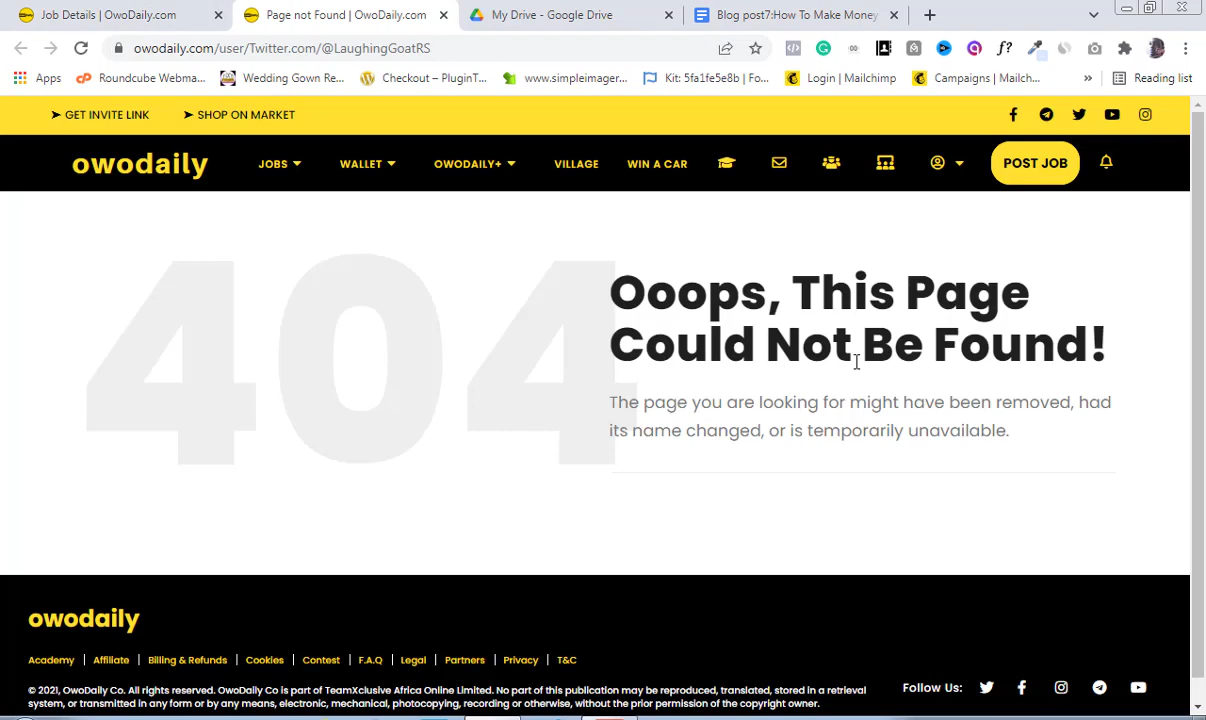 Job Details | OwoDaily.com
Page not Found | OwoDaily.com
My Drive - Google Drive
Blog post7:How To Make Money
owodaily.com/user/Twitter.com/@LaughingGoatRS
Apps
Roundcube Webma...
Wedding Gown Re...
Checkout – PluginT...
www.simpleimager...
Kit: 5fa1fe5e8b | Fo...
Login | Mailchimp
Campaigns | Mailch...
»
Reading list
➤ GET INVITE LINK
➤ SHOP ON MARKET
owodaily
JOBS
WALLET
OWODAILY+
VILLAGE
WIN A CAR
POST JOB
404
Ooops, This Page
Could Not Be Found!
The page you are looking for might have been removed, had
its name changed, or is temporarily unavailable.
owodaily
Academy | Affiliate | Billing & Refunds | Cookies | Contest | F.A.Q | Legal | Partners | Privacy | T&C
© 2021, OwoDaily Co. All rights reserved. OwoDaily Co is part of TeamXclusive Africa Online Limited. No part of this publication may be reproduced, translated, stored in a retrieval
system, or transmitted in any form or by any means, electronic, mechanical, photocopying, recording or otherwise, without the prior permission of the copyright owner.
Follow Us: